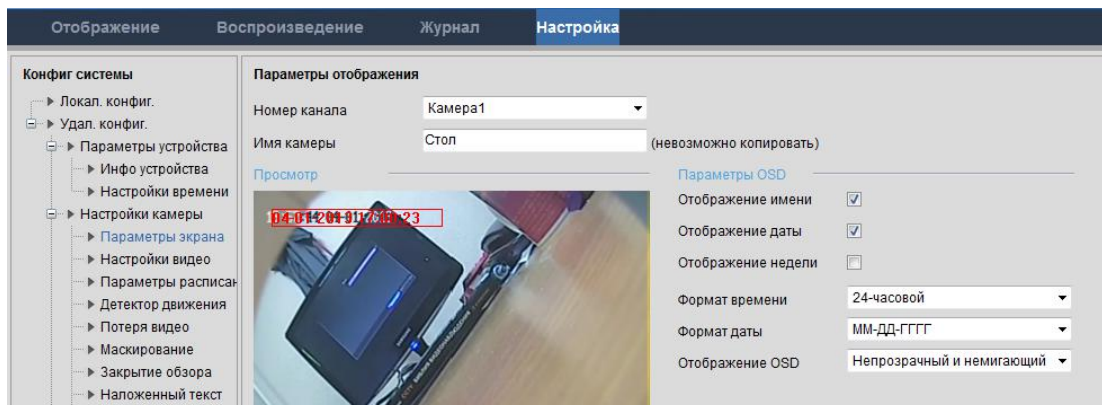 Отображение Воспроизведение Журнал Настройка
Конфиг системы
Локал. конфиг.
Удал. конфиг.
Параметры устройства
Инфо устройства
Настройки времени
Настройки камеры
Параметры экрана
Настройки видео
Параметры расписан
Детектор движения
Потеря видео
Маскирование
Закрытие обзора
Наложенный текст
Параметры отображения
Номер канала Камера1
Имя камеры Стол (невозможно копировать)
Просмотр
Параметры OSD
Отображение имени
Отображение даты
Отображение недели
Формат времени 24-часовой
Формат даты ММ-ДД-ГГГГ
Отображение OSD Непрозрачный и немигающий